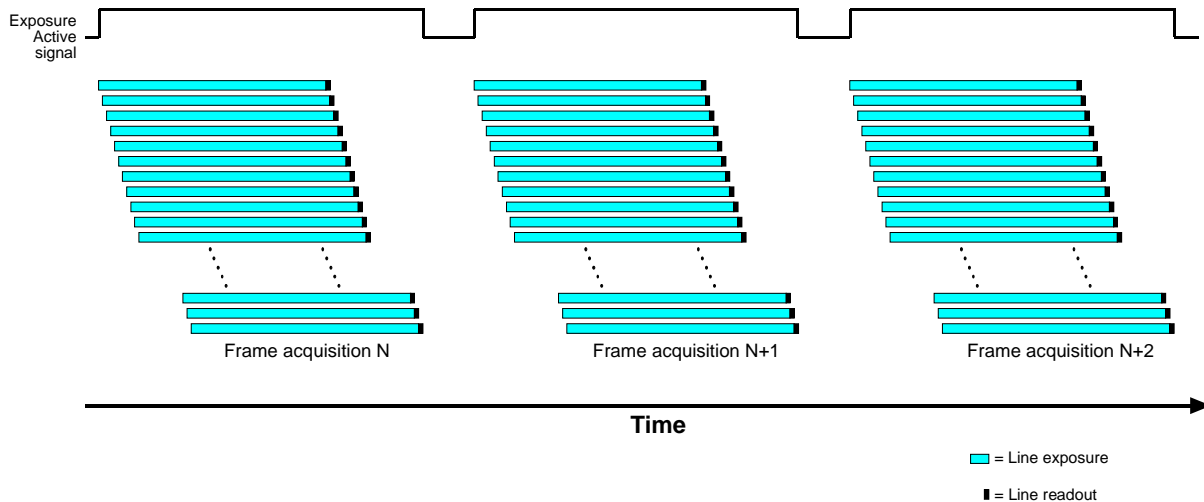 Exposure
Active
signal
Frame acquisition N
Frame acquisition N+1
Frame acquisition N+2
Time
= Line exposure
= Line readout